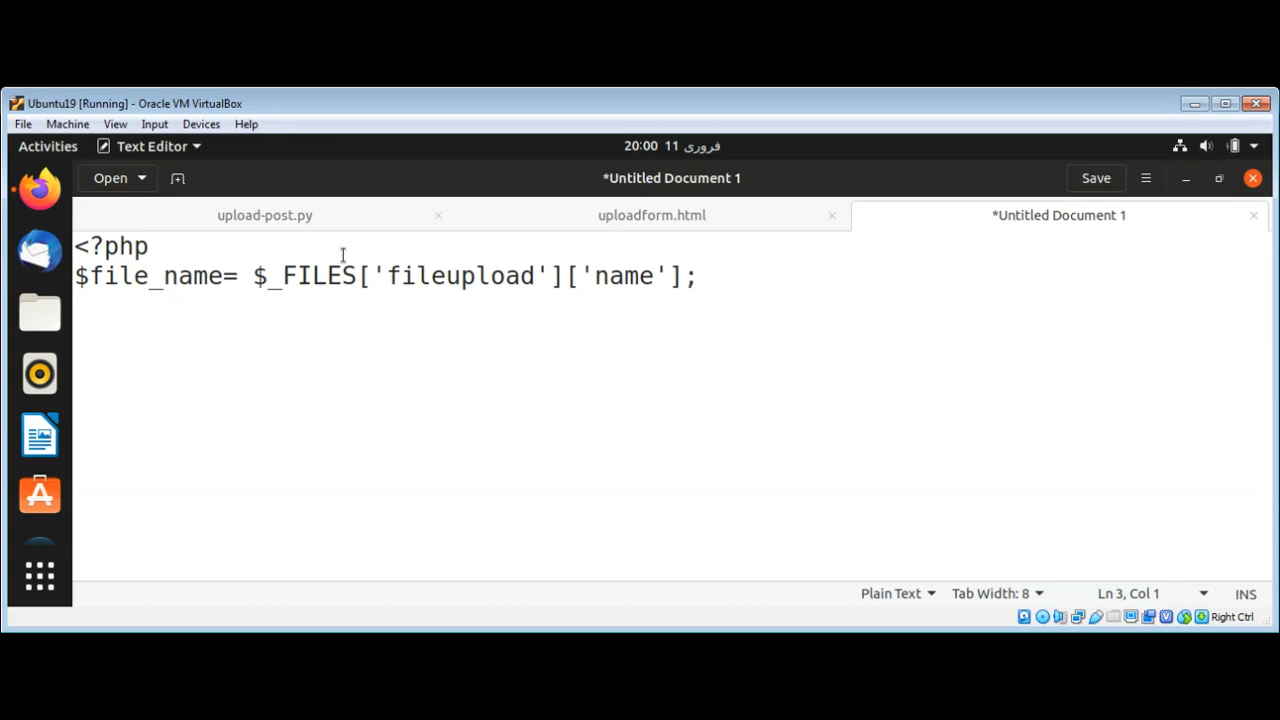 Ubuntu19 [Running] - Oracle VM VirtualBox
File Machine View Input Devices Help
Activities Text Editor 20:00 11 فروری
Open *Untitled Document 1 Save
upload-post.py uploadform.html *Untitled Document 1
<?php
$file_name= $_FILES['fileupload']['name'];
Plain Text Tab Width: 8 Ln 3, Col 1 INS
Right Ctrl